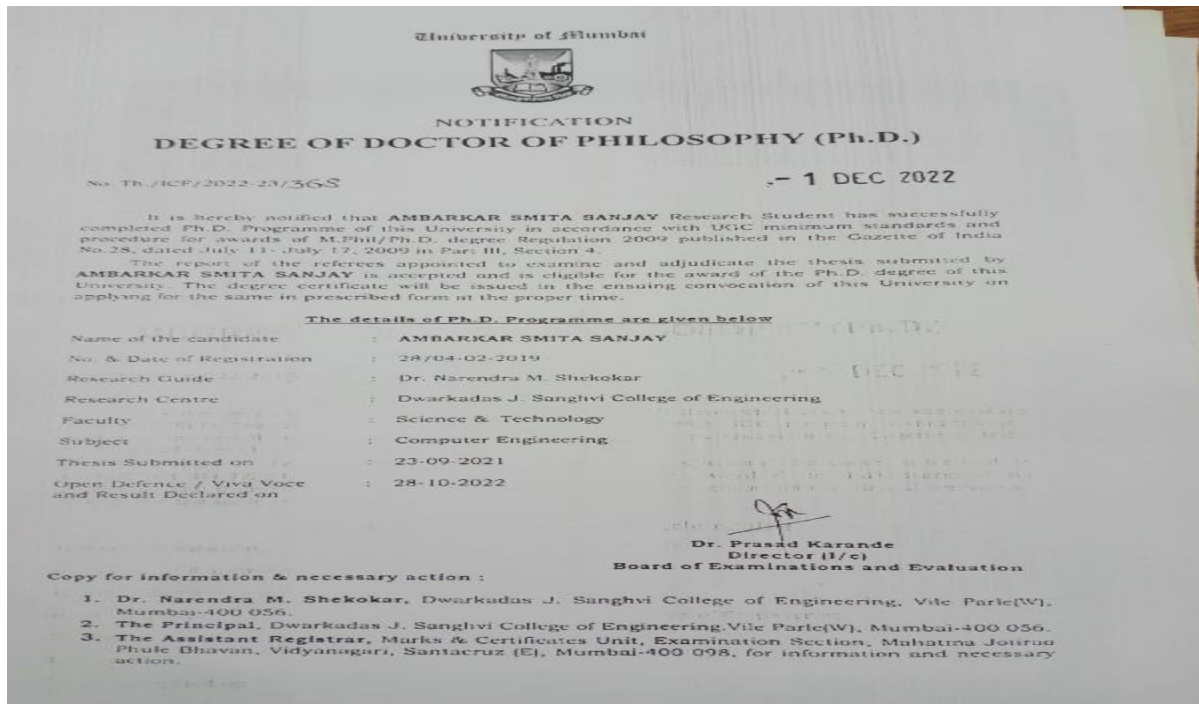 University of Mumbai
NOTIFICATION
DEGREE OF DOCTOR OF PHILOSOPHY (Ph.D.)
No. Th./ICF/2022-23/368
- 1 DEC 2022
It is hereby notified that AMBARKAR SMITA SANJAY Research Student has successfully
completed Ph.D. Programme of this University in accordance with UGC minimum standards and
procedure for awards of M.Phil/Ph.D. degree Regulation 2009 published in the Gazette of India
No.28, dated July 11- July 17, 2009 in Part III, Section 4.
The report of the referees appointed to examine and adjudicate the thesis submitted by
AMBARKAR SMITA SANJAY is accepted and is eligible for the award of the Ph.D. degree of this
University. The degree certificate will be issued in the ensuing convocation of this University on
applying for the same in prescribed form at the proper time.
The details of Ph.D. Programme are given below
Name of the candidate : AMBARKAR SMITA SANJAY
No. & Date of Registration : 28/04-02-2019
Research Guide : Dr. Narendra M. Shekokar
Research Centre : Dwarkadas J. Sanghvi College of Engineering
Faculty : Science & Technology
Subject : Computer Engineering
Thesis Submitted on : 23-09-2021
Open Defence / Viva Voce : 28-10-2022
and Result Declared on
Dr. Prasad Karande
Director (I/c)
Board of Examinations and Evaluation
Copy for information & necessary action :
1. Dr. Narendra M. Shekokar, Dwarkadas J. Sanghvi College of Engineering, Vile Parle(W),
Mumbai-400 056.
2. The Principal, Dwarkadas J. Sanghvi College of Engineering.Vile Parle(W), Mumbai-400 056.
3. The Assistant Registrar, Marks & Certificates Unit, Examination Section, Mahatma Jotirao
Phule Bhavan, Vidyanagari, Santacruz (E), Mumbai-400 098, for information and necessary
action.